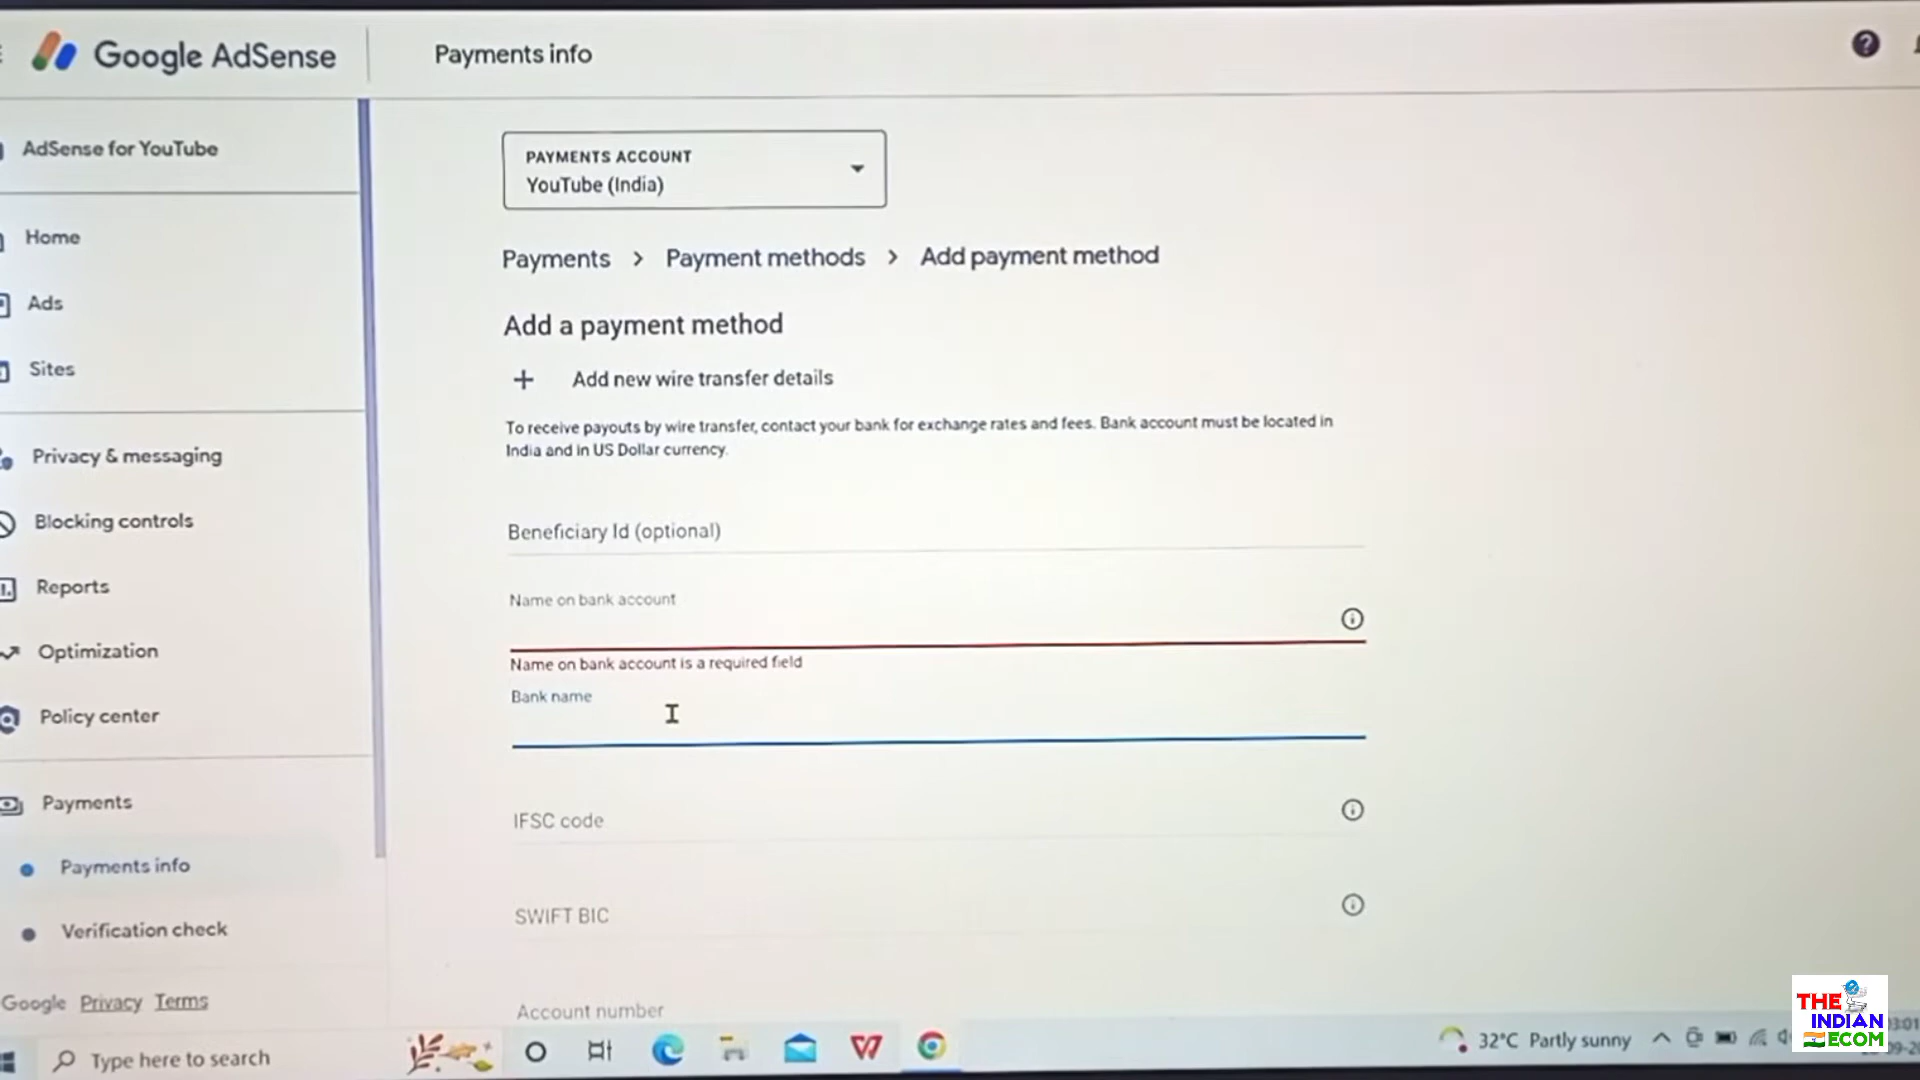 Google AdSense
Payments info
AdSense for YouTube
Home
Ads
Sites
Privacy & messaging
Blocking controls
Reports
Optimization
Policy center
Payments
Payments info
Verification check
Google Privacy Terms
PAYMENTS ACCOUNT
YouTube (India)
Payments > Payment methods > Add payment method
Add a payment method
+ Add new wire transfer details
To receive payouts by wire transfer, contact your bank for exchange rates and fees. Bank account must be located in
India and in US Dollar currency.
Beneficiary Id (optional)
Name on bank account
Name on bank account is a required field
Bank name
IFSC code
SWIFT BIC
Account number
Type here to search
32°C Partly sunny
THE
INDIAN
ECOM